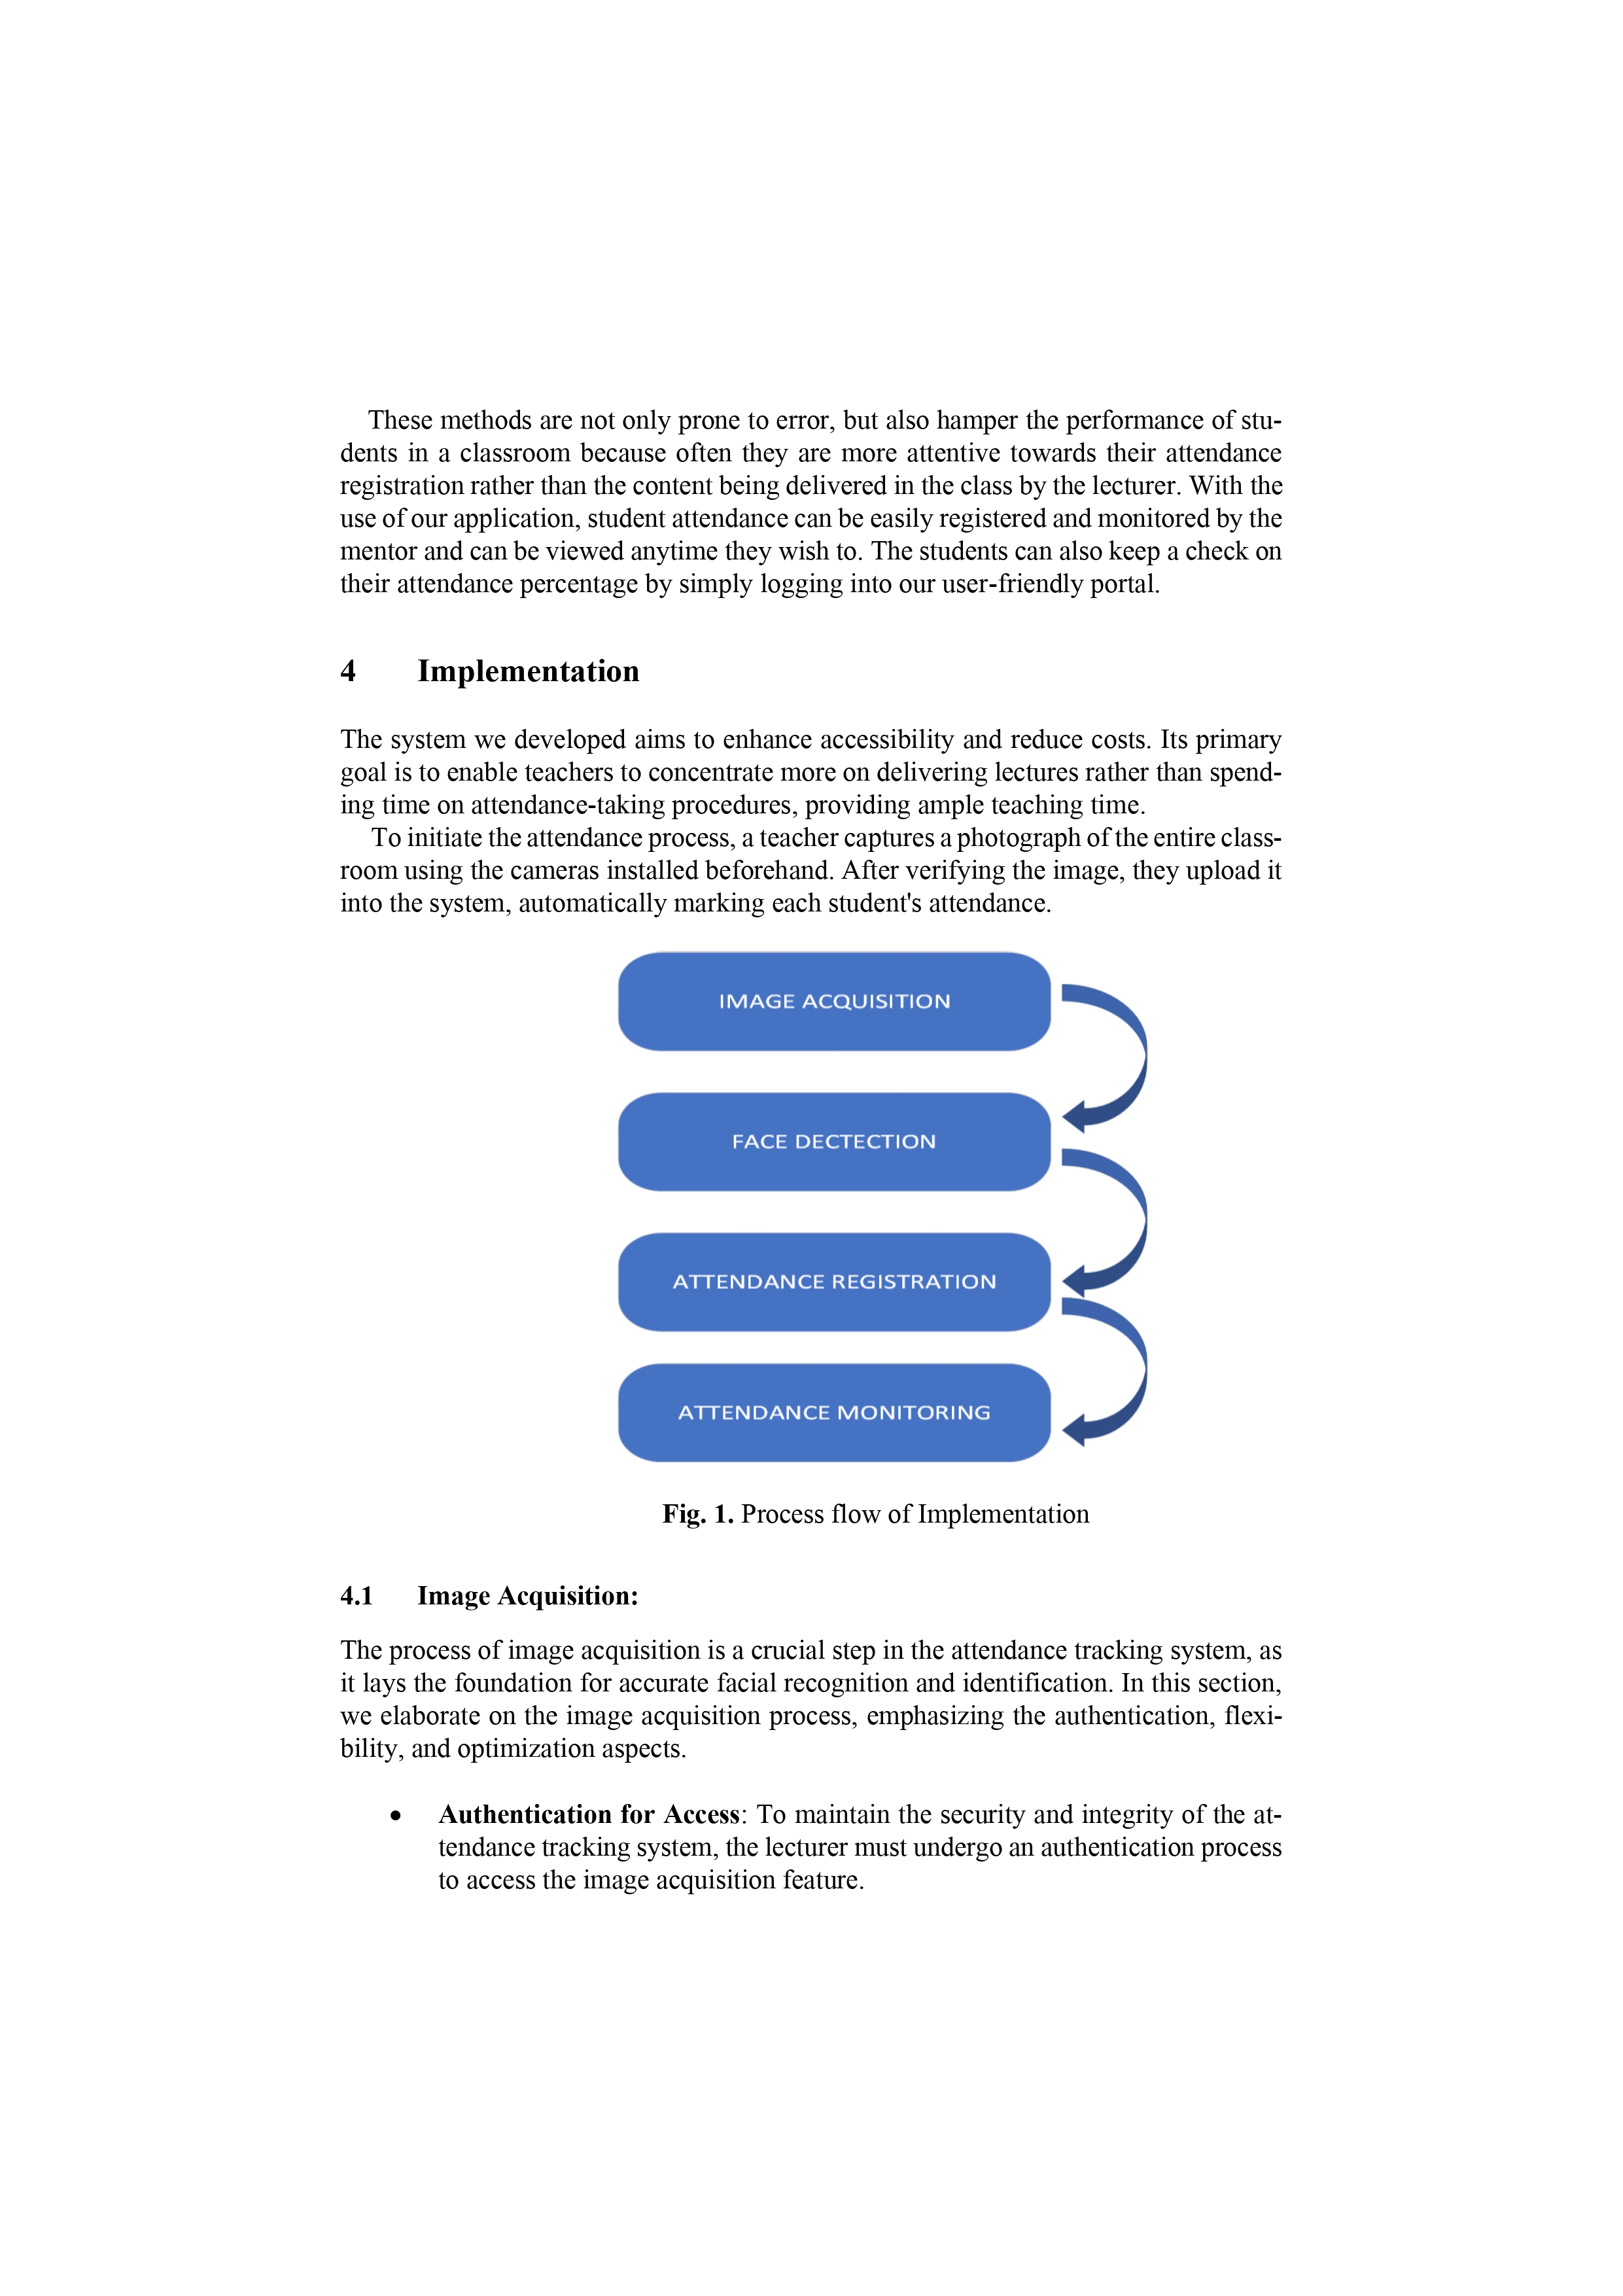 These methods are not only prone to error, but also hamper the performance of stu-
dents in a classroom because often they are more attentive towards their attendance
registration rather than the content being delivered in the class by the lecturer. With the
use of our application, student attendance can be easily registered and monitored by the
mentor and can be viewed anytime they wish to. The students can also keep a check on
their attendance percentage by simply logging into our user-friendly portal.
4 Implementation
The system we developed aims to enhance accessibility and reduce costs. Its primary
goal is to enable teachers to concentrate more on delivering lectures rather than spend-
ing time on attendance-taking procedures, providing ample teaching time.
To initiate the attendance process, a teacher captures a photograph of the entire class-
room using the cameras installed beforehand. After verifying the image, they upload it
into the system, automatically marking each student's attendance.
IMAGE ACQUISITION
FACE DECTECTION
ATTENDANCE REGISTRATION
ATTENDANCE MONITORING
Fig. 1. Process flow of Implementation
4.1 Image Acquisition:
The process of image acquisition is a crucial step in the attendance tracking system, as
it lays the foundation for accurate facial recognition and identification. In this section,
we elaborate on the image acquisition process, emphasizing the authentication, flexi-
bility, and optimization aspects.
• Authentication for Access: To maintain the security and integrity of the at-
tendance tracking system, the lecturer must undergo an authentication process
to access the image acquisition feature.